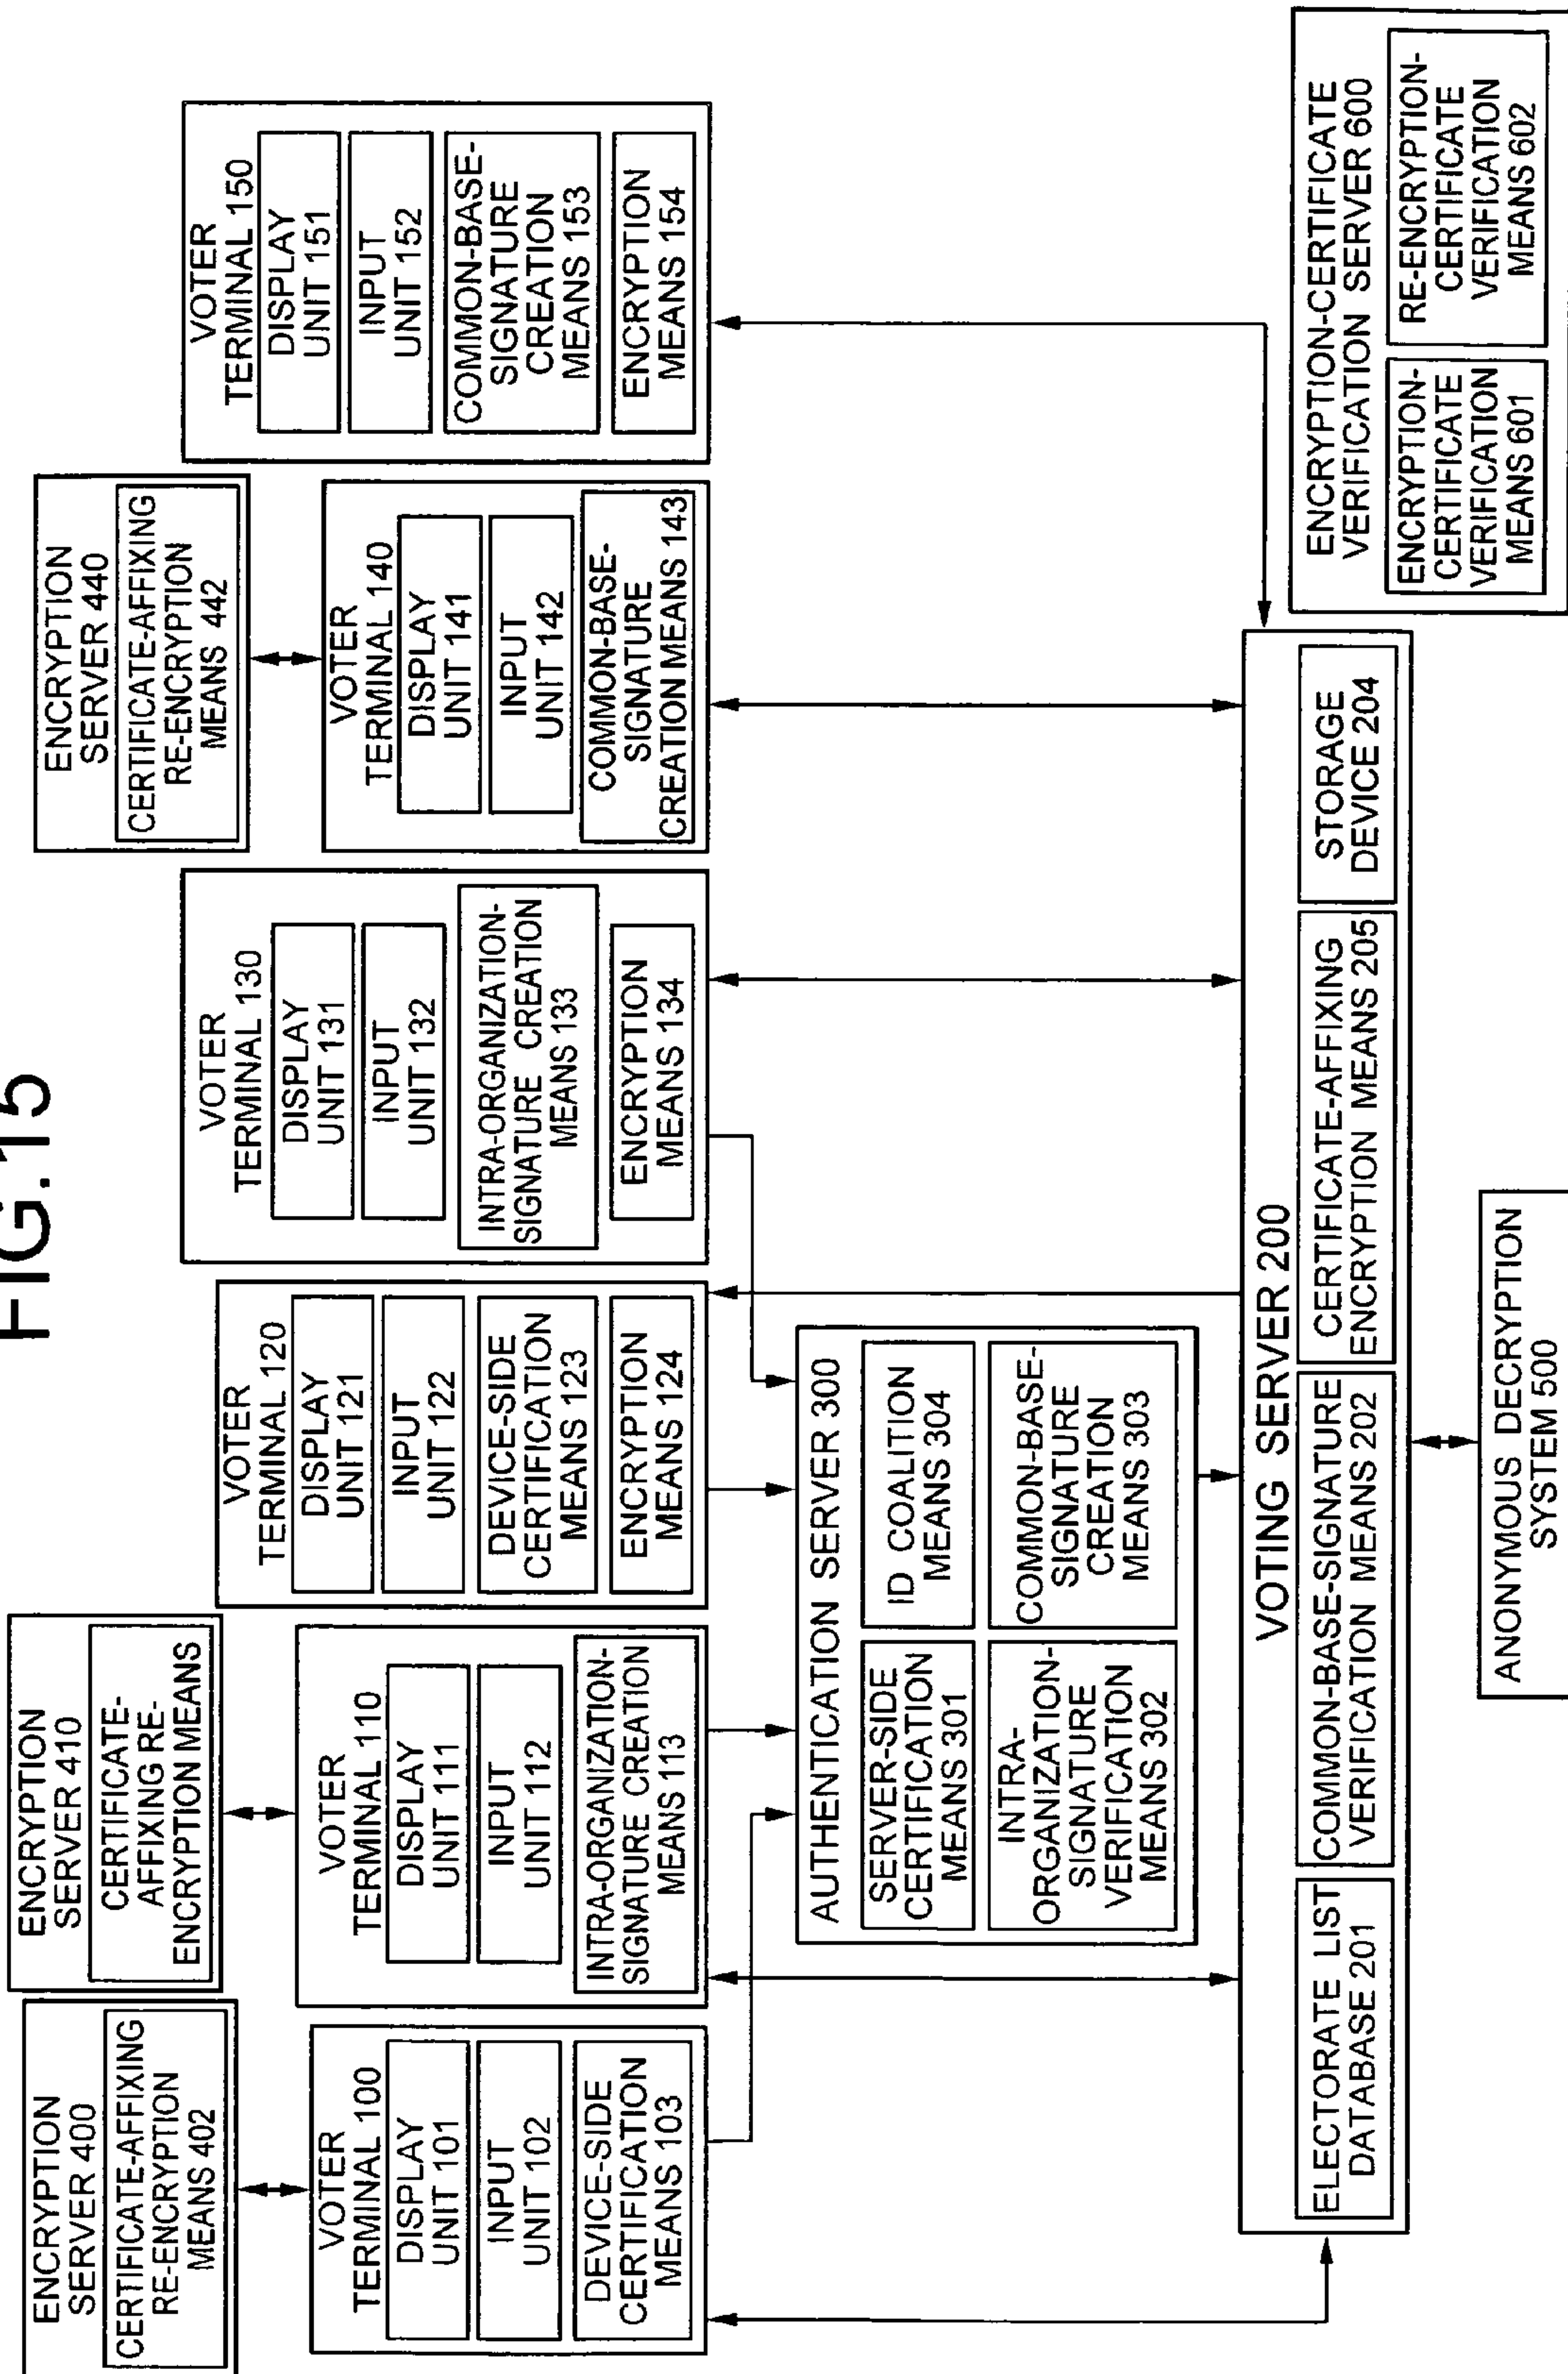 FIG.15
ENCRYPTION
SERVER 400
CERTIFICATE-AFFIXING
RE-ENCRYPTION
MEANS 402
ENCRYPTION
SERVER 410
CERTIFICATE-
AFFIXING RE-
ENCRYPTION MEANS
ENCRYPTION
SERVER 440
CERTIFICATE-AFFIXING
RE-ENCRYPTION
MEANS 442
VOTER
TERMINAL 100
DISPLAY
UNIT 101
INPUT
UNIT 102
DEVICE-SIDE
CERTIFICATION
MEANS 103
VOTER
TERMINAL 110
DISPLAY
UNIT 111
INPUT
UNIT 112
INTRA-ORGANIZATION-
SIGNATURE CREATION
MEANS 113
VOTER
TERMINAL 120
DISPLAY
UNIT 121
INPUT
UNIT 122
DEVICE-SIDE
CERTIFICATION
MEANS 123
ENCRYPTION
MEANS 124
VOTER
TERMINAL 130
DISPLAY
UNIT 131
INPUT
UNIT 132
INTRA-ORGANIZATION-
SIGNATURE CREATION
MEANS 133
ENCRYPTION
MEANS 134
VOTER
TERMINAL 140
DISPLAY
UNIT 141
INPUT
UNIT 142
COMMON-BASE-
SIGNATURE
CREATION MEANS 143
VOTER
TERMINAL 150
DISPLAY
UNIT 151
INPUT
UNIT 152
COMMON-BASE-
SIGNATURE
CREATION
MEANS 153
ENCRYPTION
MEANS 154
AUTHENTICATION SERVER 300
SERVER-SIDE
CERTIFICATION
MEANS 301
ID COALITION
MEANS 304
INTRA-
ORGANIZATION-
SIGNATURE
VERIFICATION
MEANS 302
COMMON-BASE-
SIGNATURE
CREATION
MEANS 303
VOTING SERVER 200
ELECTORATE LIST
DATABASE 201
COMMON-BASE-SIGNATURE
VERIFICATION MEANS 202
CERTIFICATE-AFFIXING
ENCRYPTION MEANS 205
STORAGE
DEVICE 204
ANONYMOUS DECRYPTION
SYSTEM 500
ENCRYPTION-CERTIFICATE
VERIFICATION SERVER 600
ENCRYPTION-
CERTIFICATE
VERIFICATION
MEANS 601
RE-ENCRYPTION-
CERTIFICATE
VERIFICATION
MEANS 602